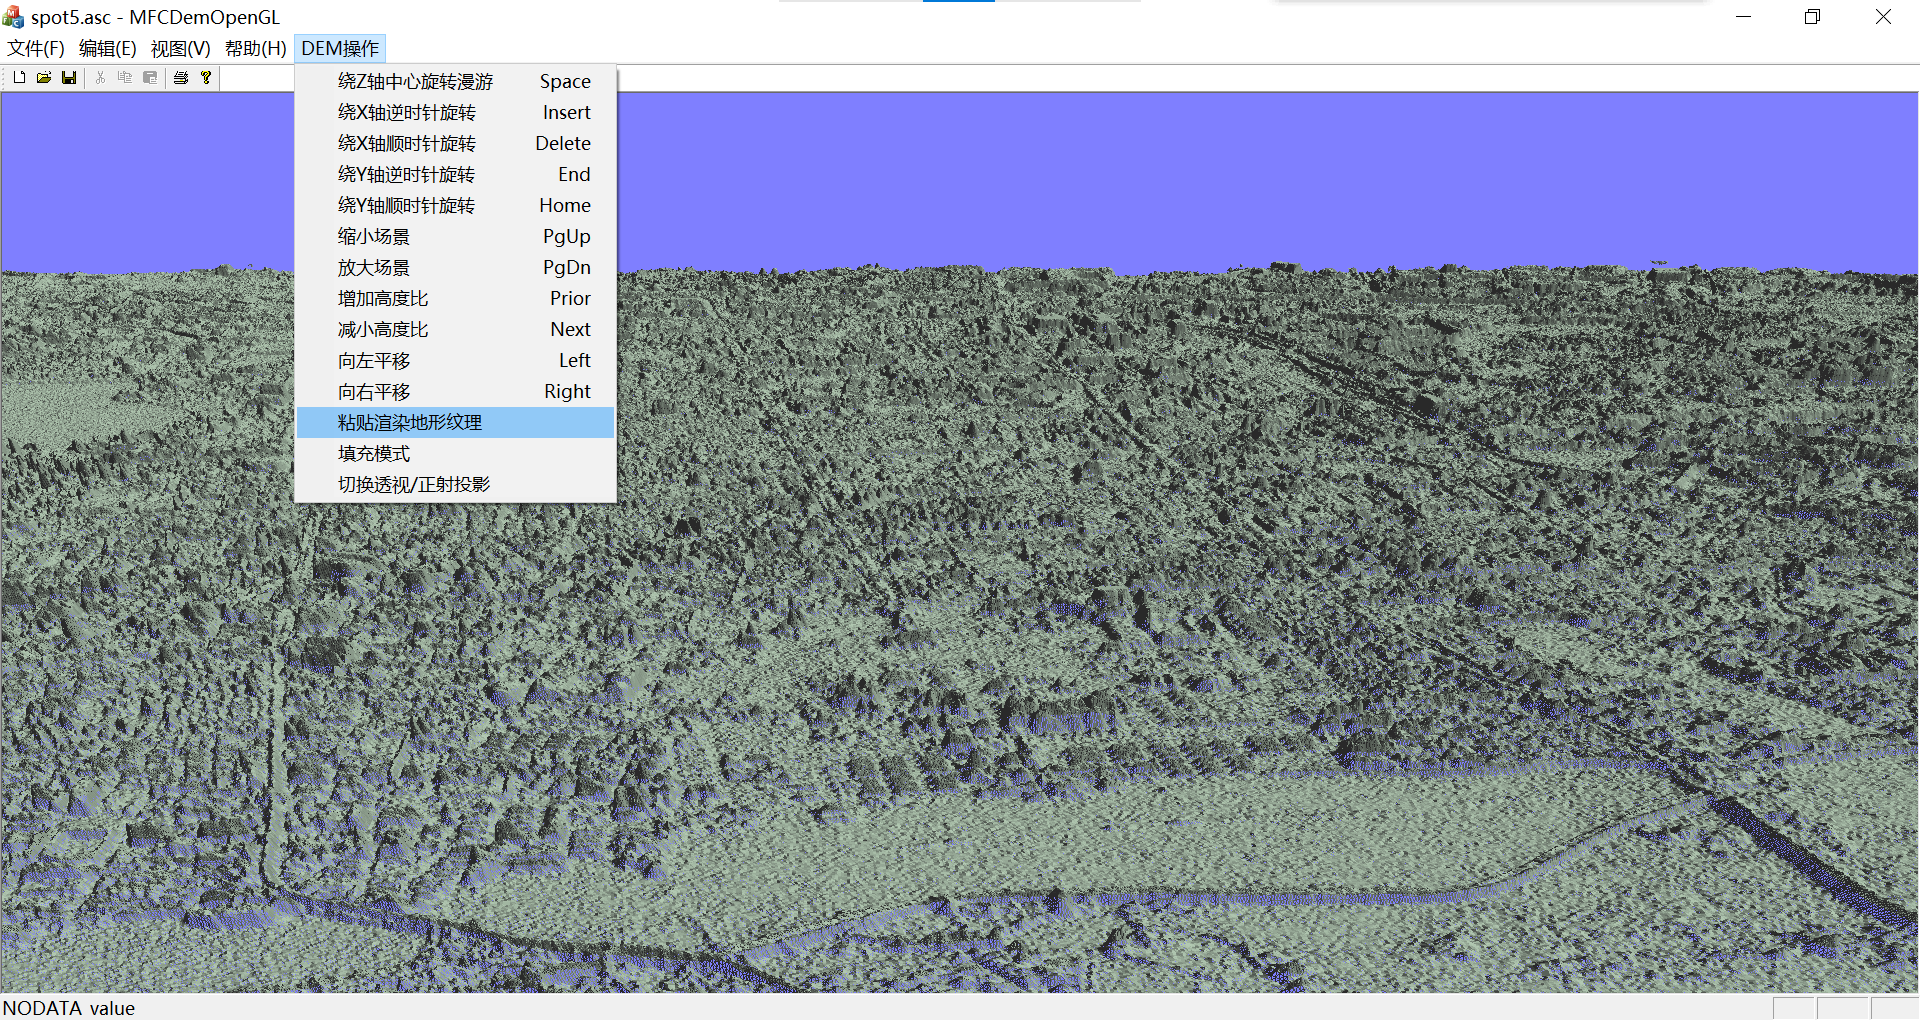 spot5.asc - MFCDemOpenGL
文件(F) 编辑(E) 视图(V) 帮助(H) DEM操作
绕Z轴中心旋转漫游 Space
绕X轴逆时针旋转 Insert
绕X轴顺时针旋转 Delete
绕Y轴逆时针旋转 End
绕Y轴顺时针旋转 Home
缩小场景 PgUp
放大场景 PgDn
增加高度比 Prior
减小高度比 Next
向左平移 Left
向右平移 Right
粘贴渲染地形纹理
填充模式
切换透视/正射投影
NODATA value